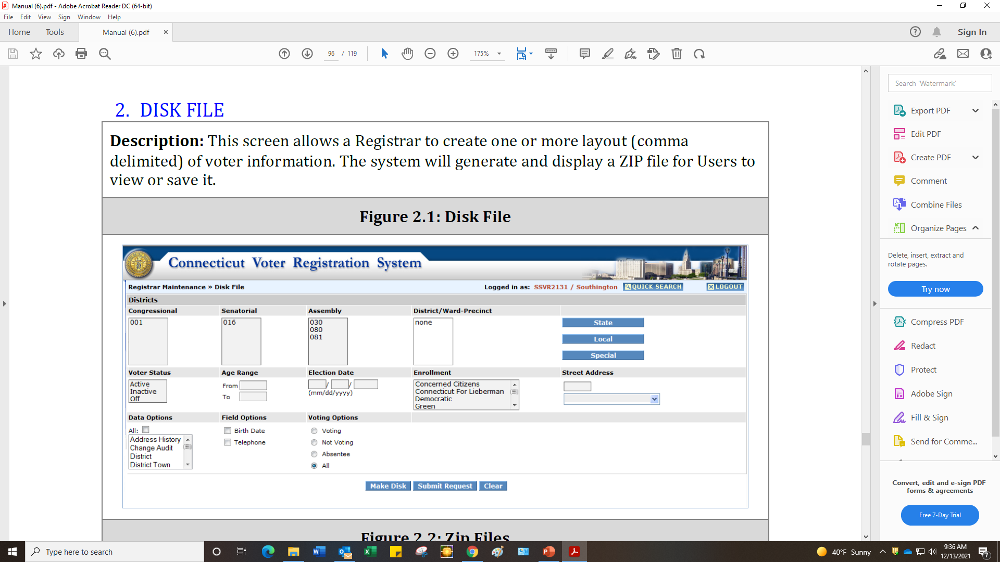 Manual (6).pdf - Adobe Acrobat Reader DC (64-bit)
File Edit View Sign Window Help
Home Tools Manual (6).pdf × Sign In
96 / 119 175%
2. DISK FILE
Description: This screen allows a Registrar to create one or more layout (comma
delimited) of voter information. The system will generate and display a ZIP file for Users to
view or save it.
Figure 2.1: Disk File
Connecticut Voter Registration System
Registrar Maintenance » Disk File Logged in as: SSVR2131 / Southington QUICK SEARCH LOGOUT
Districts
Congressional Senatorial Assembly District/Ward-Precinct
001 016 030 none State
080
081 Local
Special
Voter Status Age Range Election Date Enrollment Street Address
Active From / / Concerned Citizens
Inactive (mm/dd/yyyy) Connecticut For Lieberman
Off To Democratic
Green
Data Options Field Options Voting Options
All: Birth Date Voting
Address History Telephone Not Voting
Change Audit Absentee
District All
District Town
Make Disk Submit Request Clear
Figure 2.2: Zip Files
Search 'Watermark'
Export PDF
Edit PDF
Create PDF
Comment
Combine Files
Organize Pages
Delete, insert, extract and
rotate pages.
Try now
Compress PDF
Redact
Protect
Adobe Sign
Fill & Sign
Send for Comme...
Convert, edit and e-sign PDF
forms & agreements
Free 7-Day Trial
Type here to search
40°F Sunny
9:36 AM
12/13/2021
7